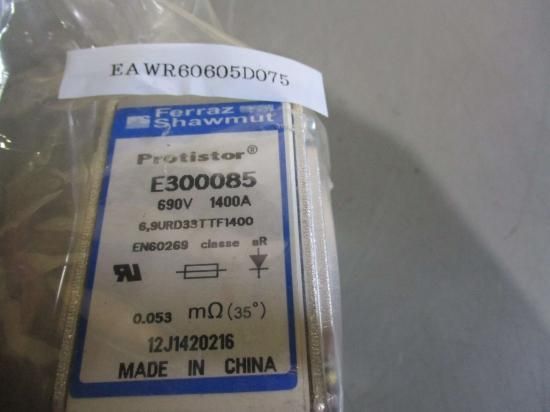 EAWR60605D075
Ferraz
Shawmut
Protistor®
E300085
690V 1400A
6,9URD33TTF1400
EN60269 classe aR
0.053 mΩ (35°)
12J1420216
MADE IN CHINA